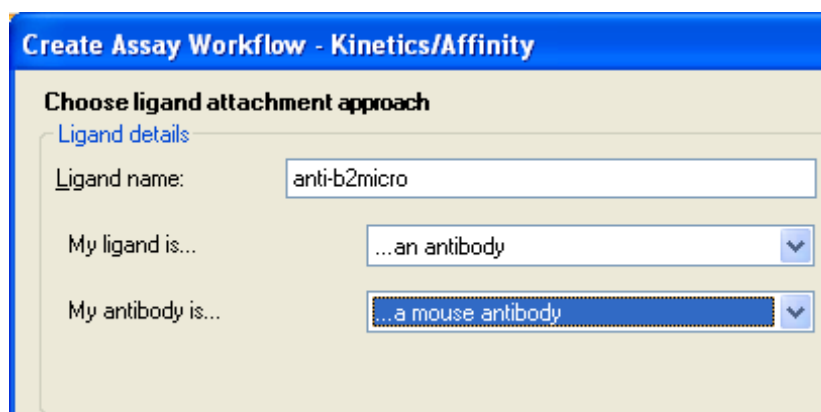 Create Assay Workflow - Kinetics/Affinity
Choose ligand attachment approach
Ligand details
Ligand name: anti-b2micro
My ligand is... ...an antibody
My antibody is... ...a mouse antibody